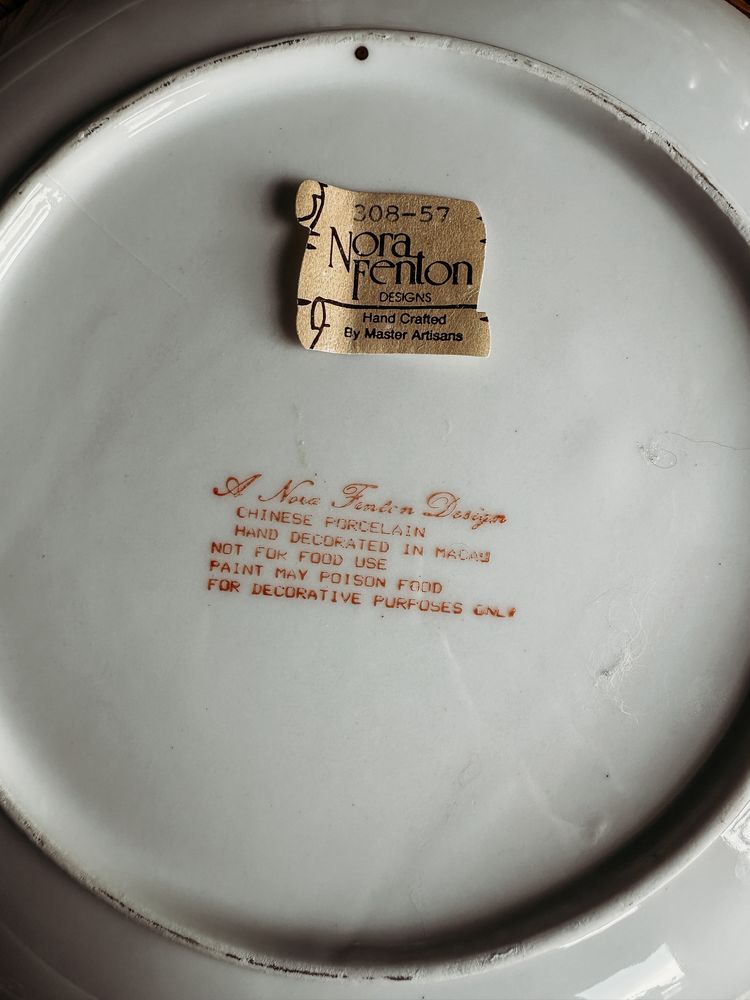 308-57
Nora
Fenton
DESIGNS
Hand Crafted
By Master Artisans
A Nora Fenton Design
CHINESE PORCELAIN
HAND DECORATED IN MACAU
NOT FOR FOOD USE
PAINT MAY POISON FOOD
FOR DECORATIVE PURPOSES ONLY